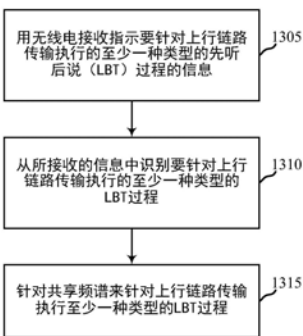 用无线电接收指示要针对上行链路
传输执行的至少一种类型的先听
后说（LBT）过程的信息
1305
从所接收的信息中识别要针对上行
链路传输执行的至少一种类型的
LBT过程
1310
针对共享频谱来针对上行链路传输
执行至少一种类型的LBT过程
1315